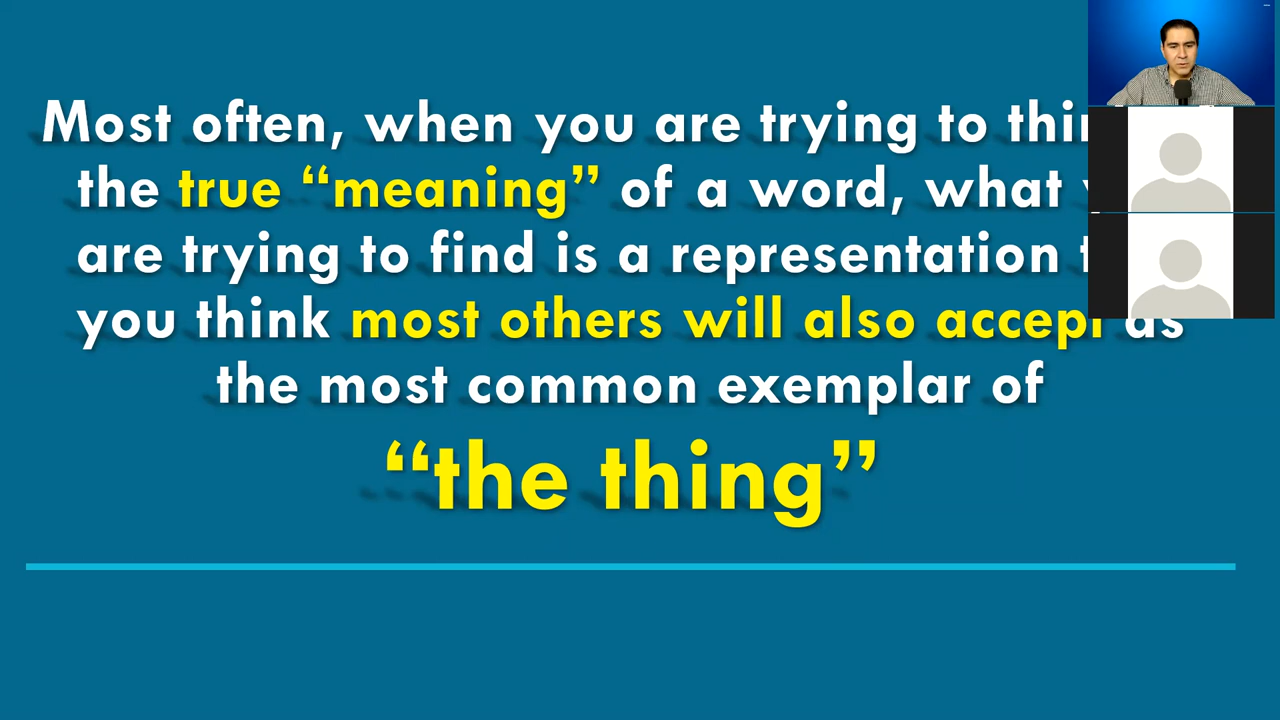 Most often, when you are trying to
the true “meaning” of a word, what
are trying to find is a representation
you think most others will also accept as
the most common exemplar of
“the thing”